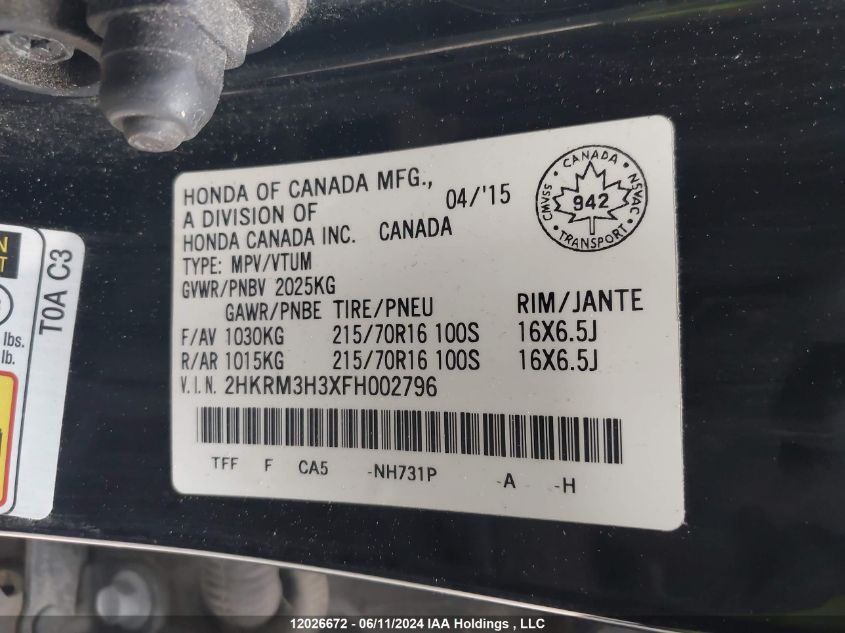 HONDA OF CANADA MFG., 04/'15
A DIVISION OF
HONDA CANADA INC. CANADA
TYPE: MPV/VTUM
GVWR/PNBV 2025KG
GAWR/PNBE TIRE/PNEU RIM/JANTE
F/AV 1030KG 215/70R16 100S 16X6.5J
R/AR 1015KG 215/70R16 100S 16X6.5J
V.I.N. 2HKRM3H3XFH002796
TFF F CA5 -NH731P -A -H
CANADA
CMVSS 942 NSVAC
TRANSPORT
T0A C3
lbs.
lb.
12026672 - 06/11/2024 IAA Holdings , LLC